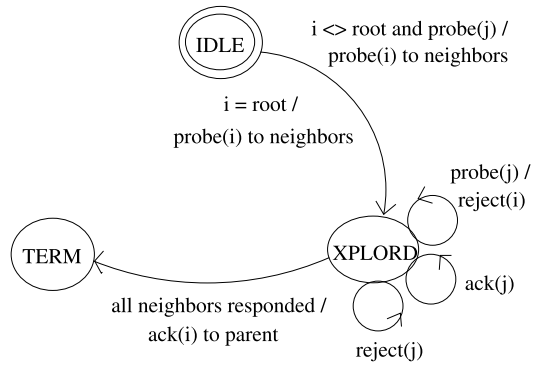 IDLE
i <> root and probe(j) /
probe(i) to neighbors
i = root /
probe(i) to neighbors
probe(j) /
reject(i)
TERM
XPLORD
ack(j)
all neighbors responded /
ack(i) to parent
reject(j)